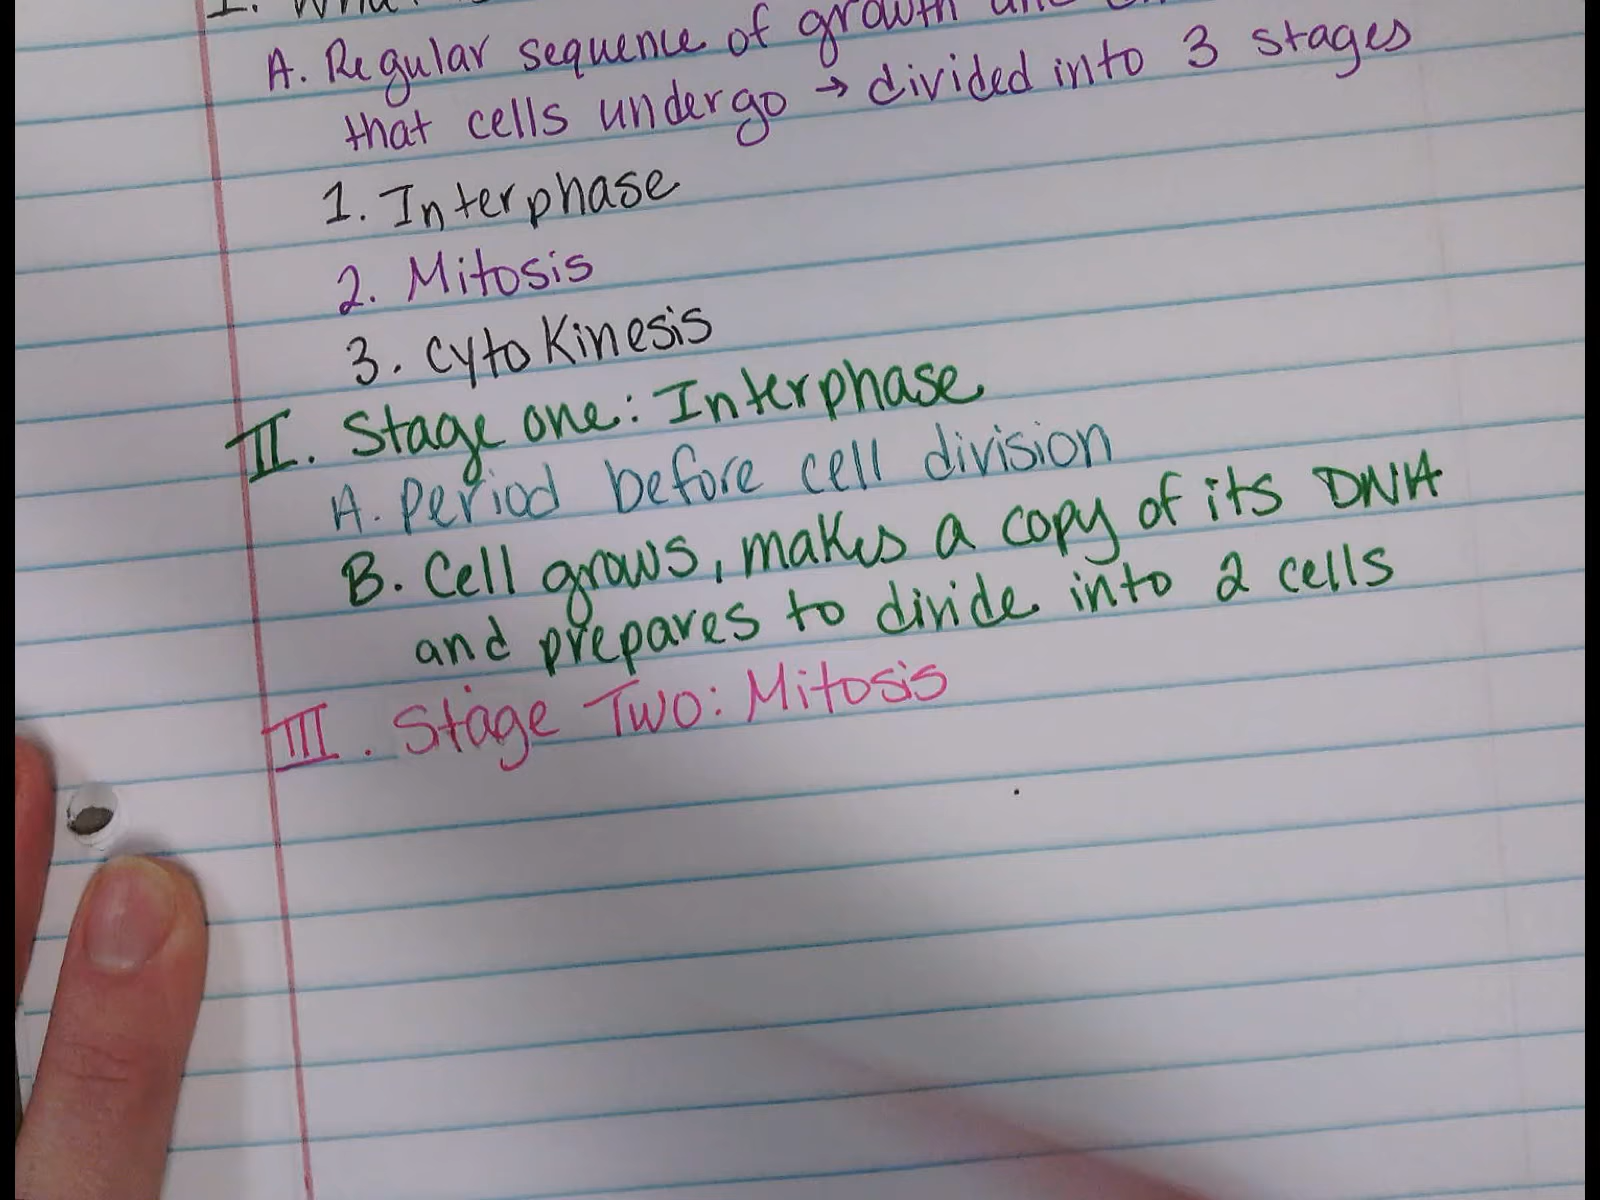 I.
A. Regular sequence of growth and
that cells undergo → divided into 3 stages
1. Interphase
2. Mitosis
3. CytoKinesis
II. Stage one: Interphase
A. Period before cell division
B. Cell grows, makes a copy of its DNA
and prepares to divide into 2 cells
III. Stage Two: Mitosis